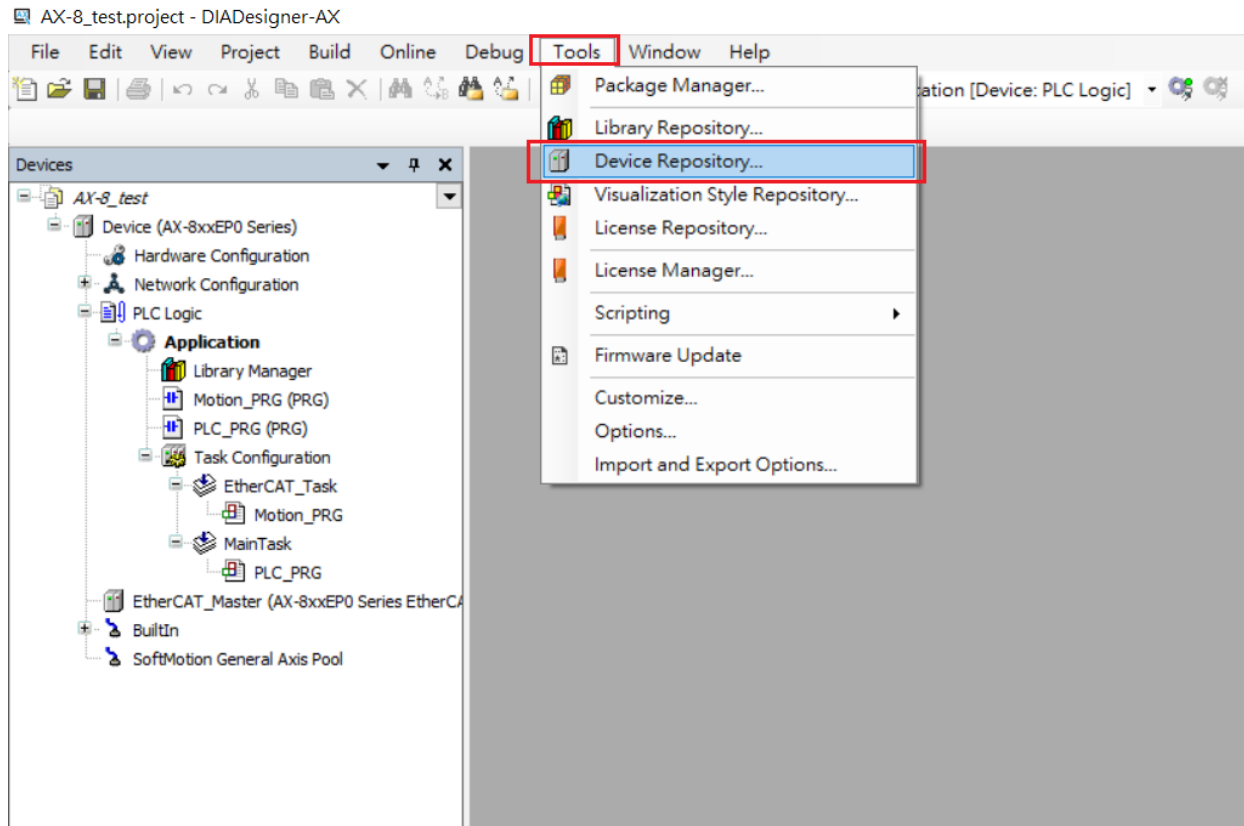 AX-8_test.project - DIADesigner-AX
File Edit View Project Build Online Debug Tools Window Help
Package Manager...
ation [Device: PLC Logic]
Library Repository...
Device Repository...
Visualization Style Repository...
License Repository...
License Manager...
Scripting
Firmware Update
Customize...
Options...
Import and Export Options...
Devices
AX-8_test
Device (AX-8xxEP0 Series)
Hardware Configuration
Network Configuration
PLC Logic
Application
Library Manager
Motion_PRG (PRG)
PLC_PRG (PRG)
Task Configuration
EtherCAT_Task
Motion_PRG
MainTask
PLC_PRG
EtherCAT_Master (AX-8xxEP0 Series EtherCA
BuiltIn
SoftMotion General Axis Pool